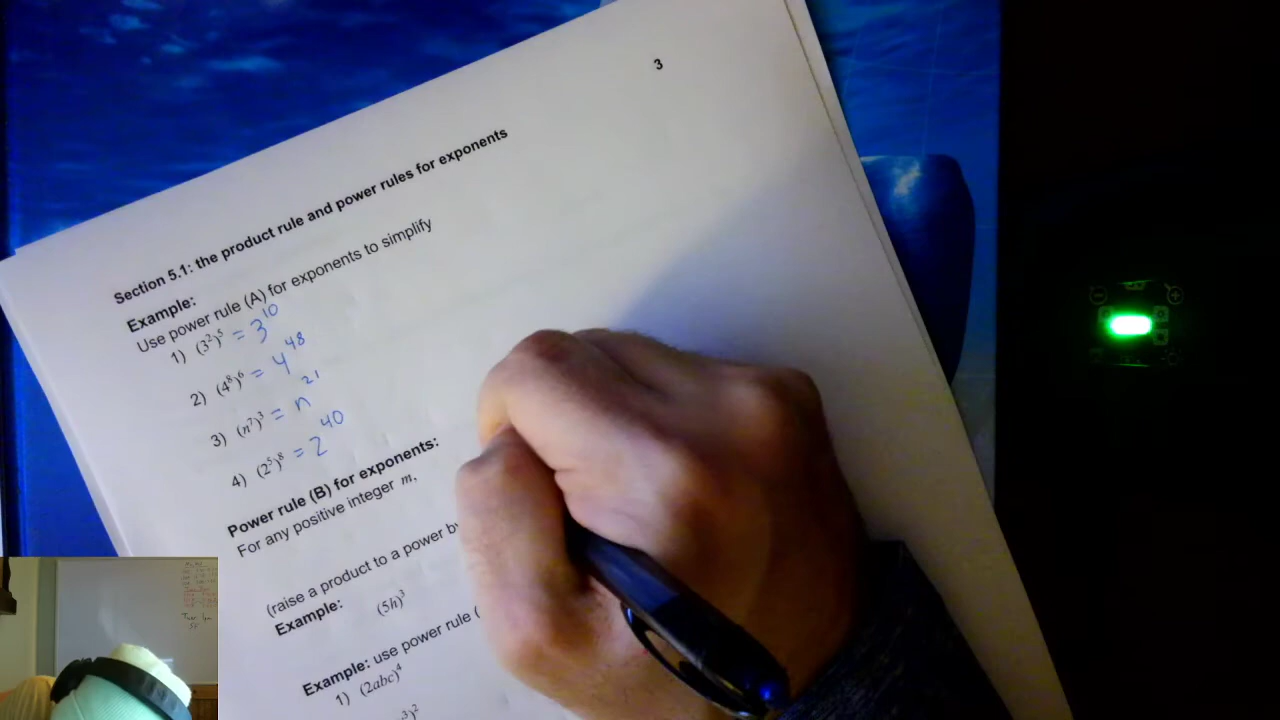 3
Section 5.1: the product rule and power rules for exponents
Example:
Use power rule (A) for exponents to simplify
1) (3²)⁵ = 3¹⁰
2) (4⁸)⁶ = 4⁴⁸
3) (n⁷)³ = n²¹
4) (2⁵)⁸ = 2⁴⁰
Power rule (B) for exponents:
For any positive integer m,
(raise a product to a power
Example: (5h)³
Example: use power rule (
1) (2abc)⁴
³)²